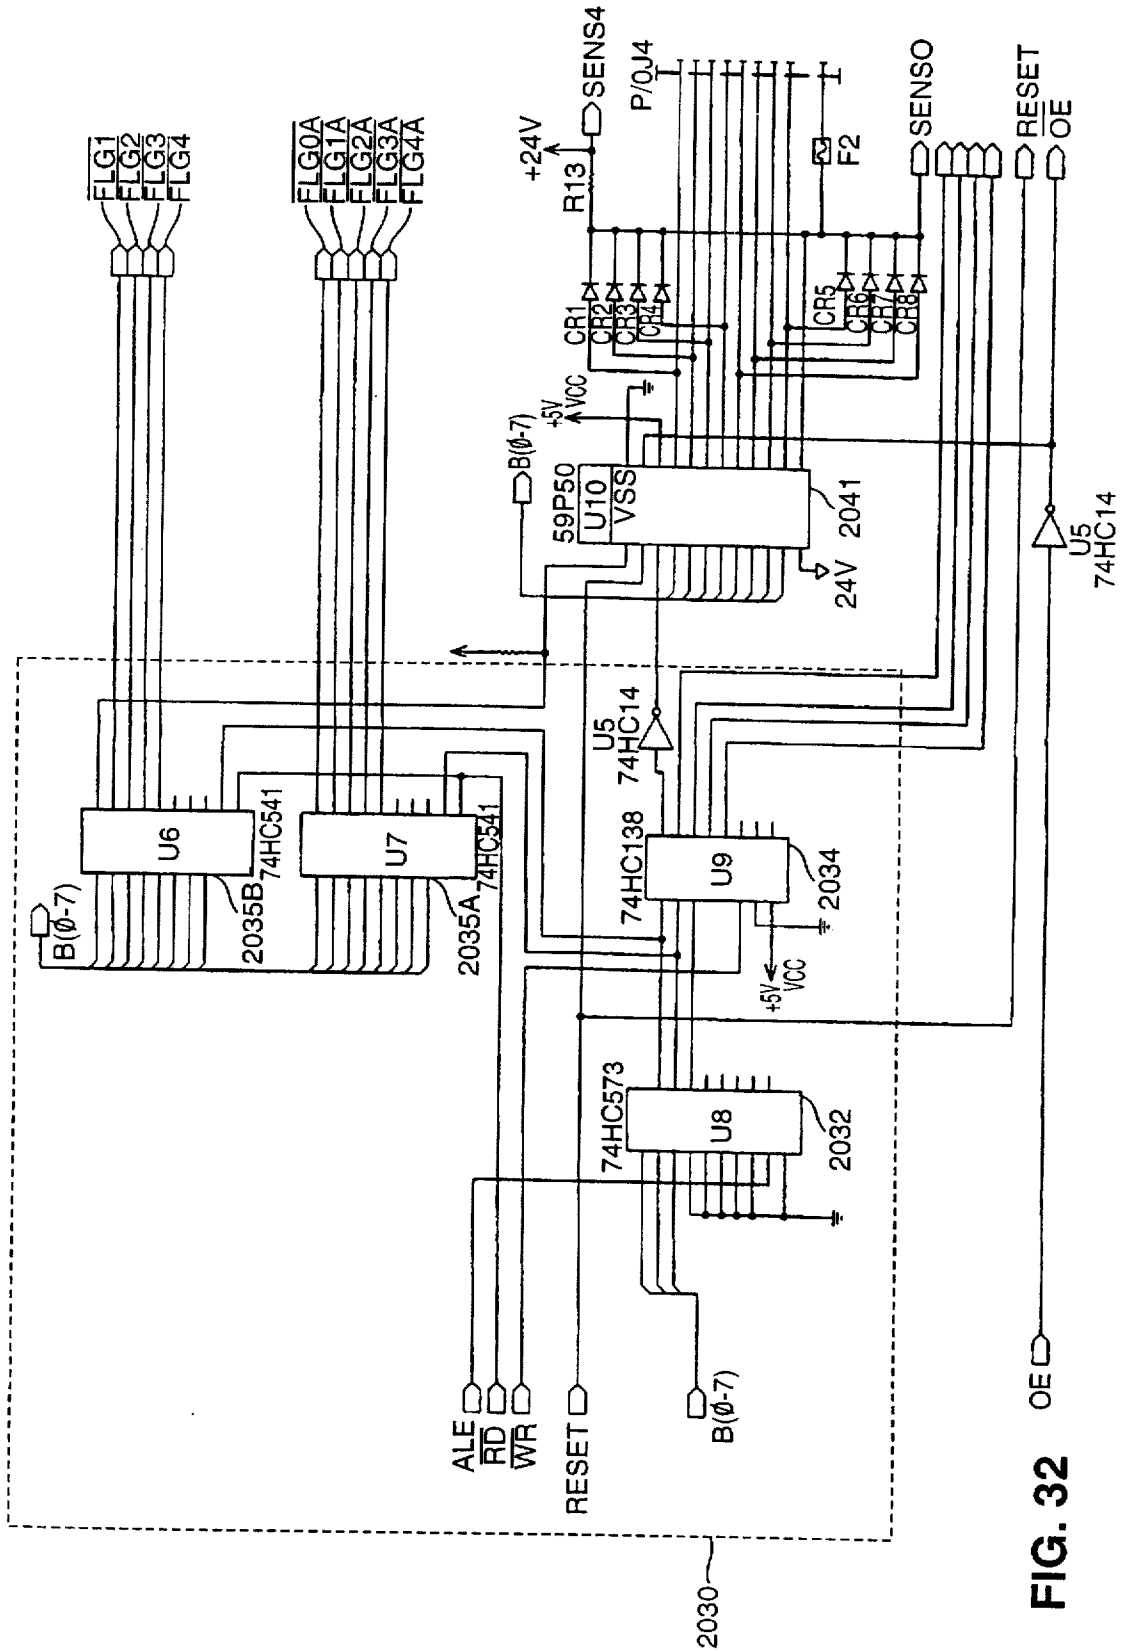 FLG1
FLG2
FLG3
FLG4
FLG0A
FLG1A
FLG2A
FLG3A
FLG4A
+24V
SENS4
R13
P/OJ4
F2
SENSO
RESET
OE
CR1
CR2
CR3
CR4
CR5
CR6
CR7
CR8
B(Ø-7)
+5V
VCC
59P50
U10
VSS
2041
24V
U5
74HC14
B(Ø-7)
U6
74HC541
2035B
U7
74HC541
2035A
U5
74HC14
74HC138
U9
2034
+5V
VCC
74HC573
U8
2032
ALE
RD
WR
RESET
B(Ø-7)
OE
2030
FIG. 32